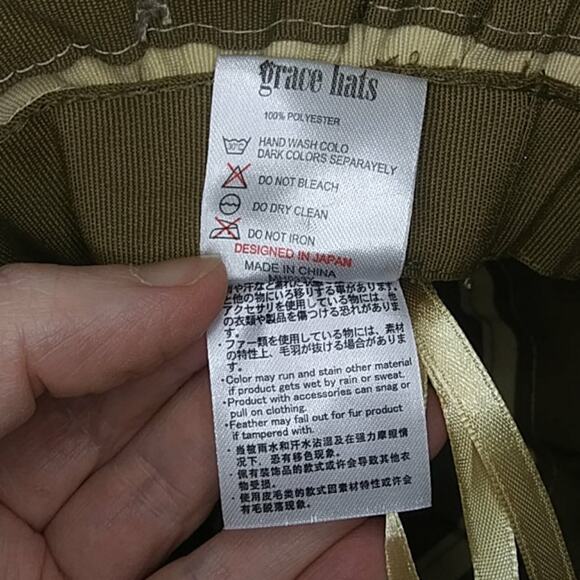 grace hats
100% POLYESTER
30°C
HAND WASH COLO
DARK COLORS SEPARAYELY
DO NOT BLEACH
DO DRY CLEAN
DO NOT IRON
DESIGNED IN JAPAN
MADE IN CHINA
と他の物にいろ移りする事があります。
アクセサリを使用している物には、他
の衣類や製品を傷つける恐れがありま
す。
・ファー類を使用している物には、素材
の特性上、毛羽が抜ける場合がありま
す。
・Color may run and stain other material
if product gets wet by rain or sweat.
・Product with accessories can snag or
pull on clothing.
・Feather may fail out for fur product
if tampered with.
・当被雨水和汗水沾湿及在强力摩擦情
况下，恐有移色现象。
・佩有装饰品的款式或许会导致其他衣
物受损。
・使用皮毛类的款式因素材特性或许会
有毛脱落现象。